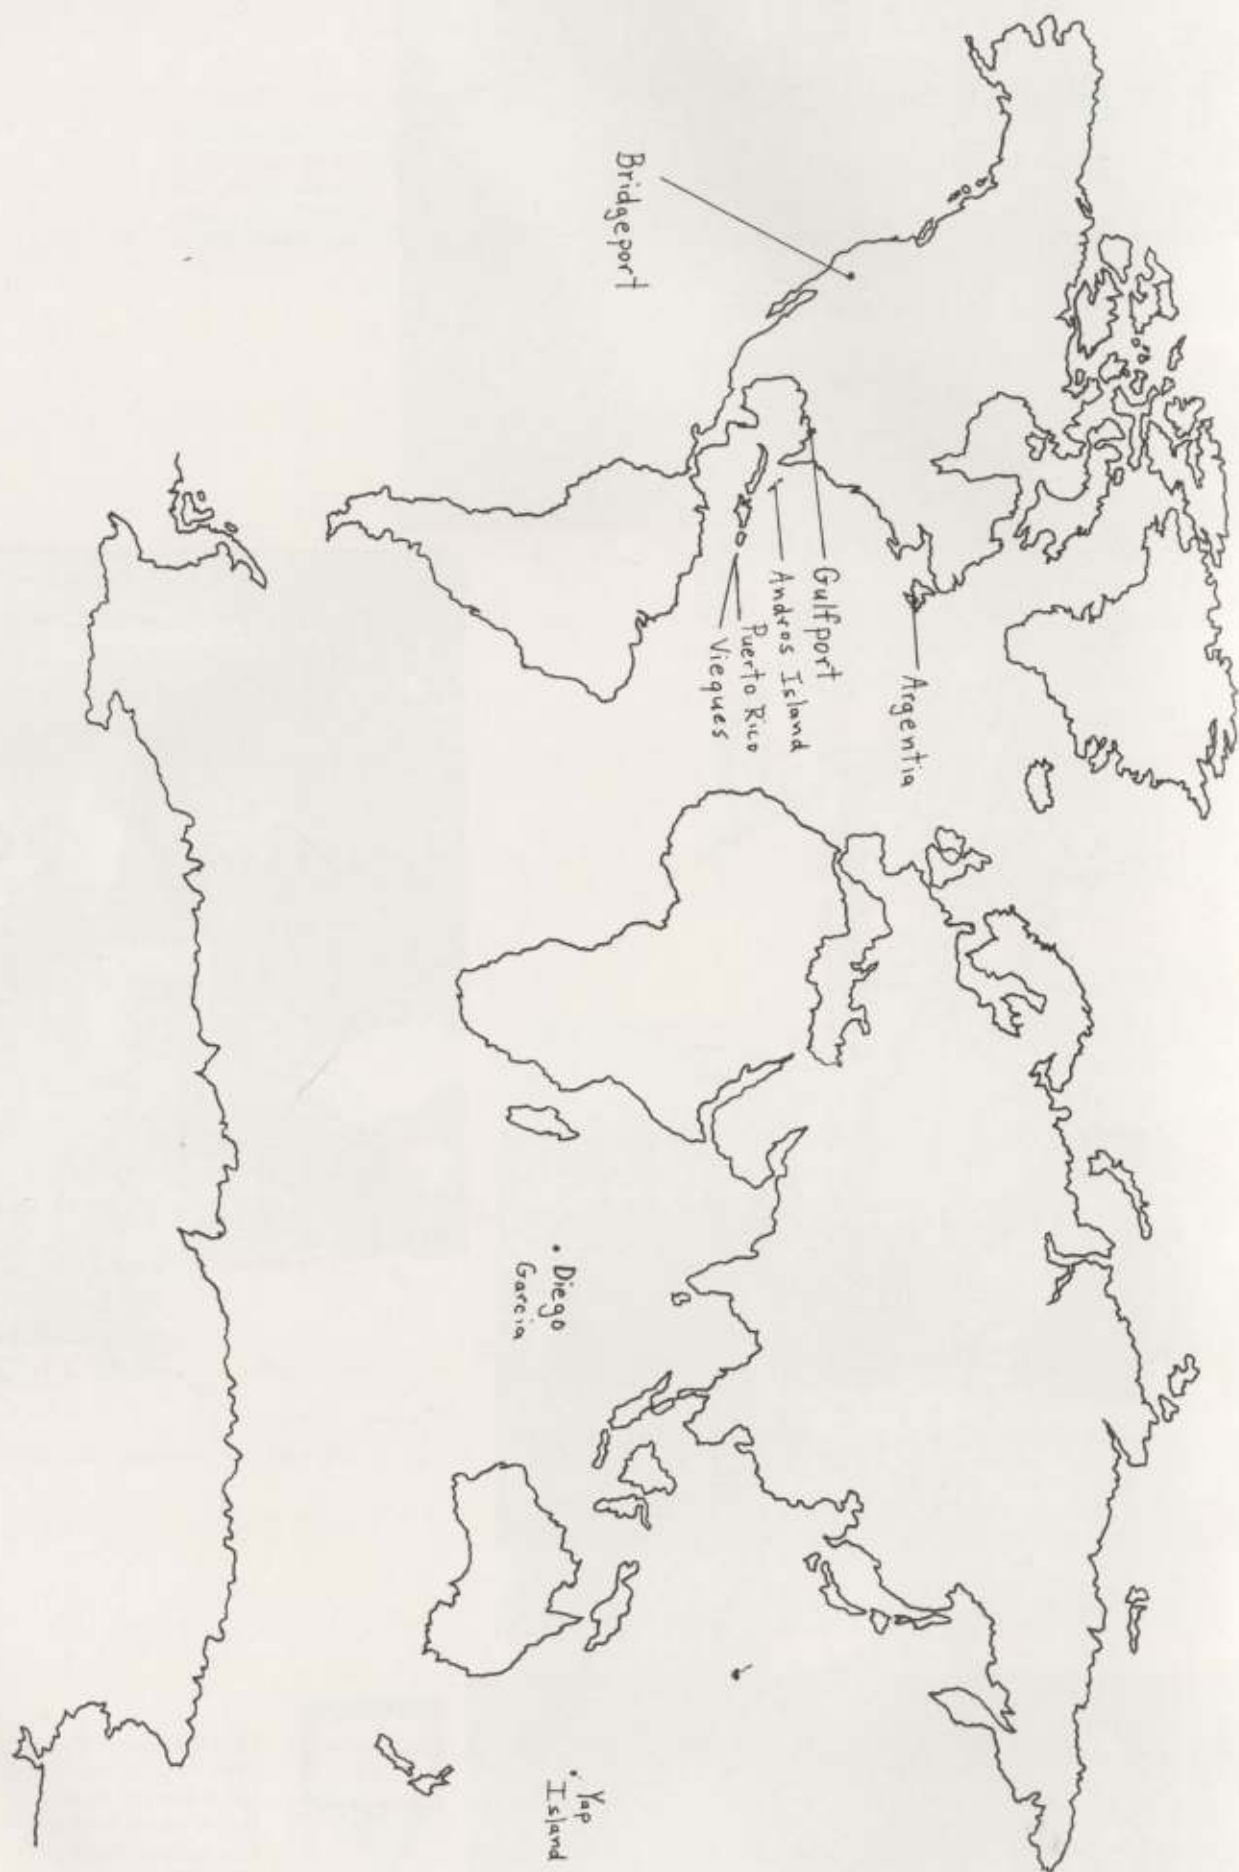 Bridgeport
Argentia
Gulfport
Andros Island
Puerto Rico
Vieques
Diego
Garcia
Yap
Island